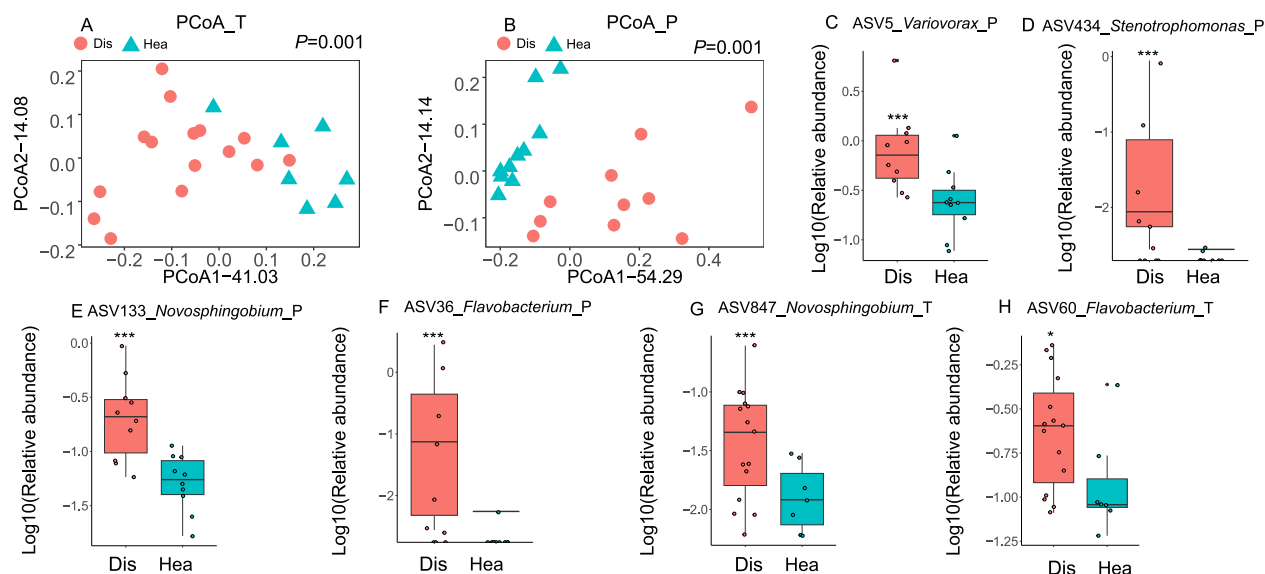 A
PCoA_T
Dis Hea
P=0.001
PCoA2−14.08
0.2
0.1
0.0
−0.1
−0.2
−0.2 −0.1 0.0 0.1 0.2
PCoA1−41.03
B
PCoA_P
Dis Hea
P=0.001
PCoA2−14.14
0.2
0.1
0.0
−0.1
−0.2 0.0 0.2 0.4
PCoA1−54.29
C ASV5_Variovorax_P
Log10(Relative abundance)
0.5
0.0
−0.5
−1.0
***
Dis Hea
D ASV434_Stenotrophomonas_P
Log10(Relative abundance)
0
−1
−2
***
Dis Hea
E ASV133_Novosphingobium_P
Log10(Relative abundance)
0.0
−0.5
−1.0
−1.5
***
Dis Hea
F ASV36_Flavobacterium_P
Log10(Relative abundance)
0
−1
−2
***
Dis Hea
G ASV847_Novosphingobium_T
Log10(Relative abundance)
−1.0
−1.5
−2.0
***
Dis Hea
H ASV60_Flavobacterium_T
Log10(Relative abundance)
−0.25
−0.50
−0.75
−1.00
−1.25
*
Dis Hea